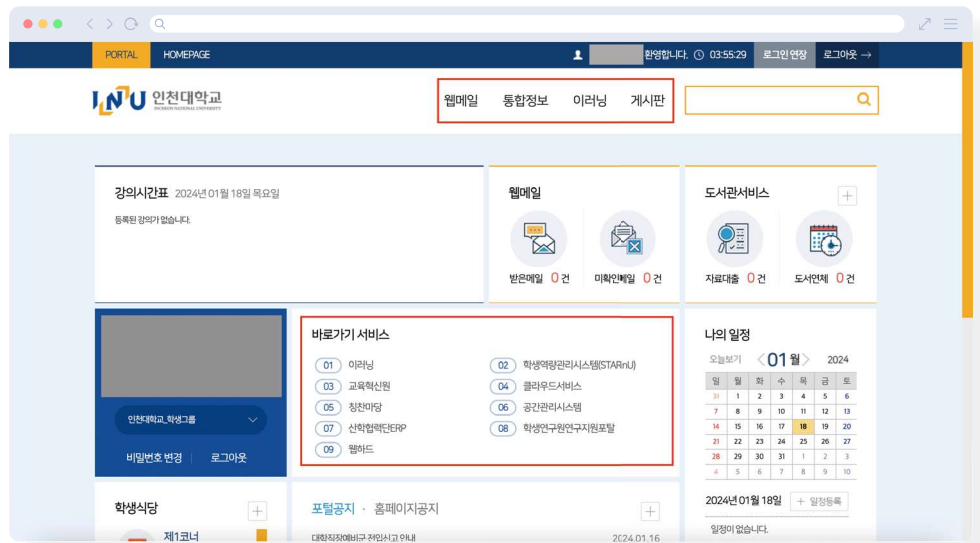 PORTAL HOMEPAGE 환영합니다. 03:55:29 로그인 연장 로그아웃 →
INU 인천대학교
INCHEON NATIONAL UNIVERSITY
웹메일 통합정보 이러닝 게시판
강의시간표 2024년 01월 18일 목요일
등록된 강의가 없습니다.
웹메일
받은메일 0 건 미확인메일 0 건
도서관서비스 +
자료대출 0 건 도서연체 0 건
인천대학교_학생그룹
비밀번호 변경 로그아웃
바로가기 서비스
01 이러닝 02 학생역량관리시스템(STARinU)
03 교육혁신원 04 클라우드서비스
05 칭찬마당 06 공간관리시스템
07 산학협력단ERP 08 학생연구원연구지원포탈
09 웹하드
나의 일정
오늘보기 < 01 월 > 2024
일 월 화 수 목 금 토
31 1 2 3 4 5 6
7 8 9 10 11 12 13
14 15 16 17 18 19 20
21 22 23 24 25 26 27
28 29 30 31 1 2 3
4 5 6 7 8 9 10
2024년 01월 18일 + 일정등록
일정이 없습니다.
학생식당 +
제1코너
포털공지 · 홈페이지공지 +
대학직장예비군 전입신고 안내 2024.01.16